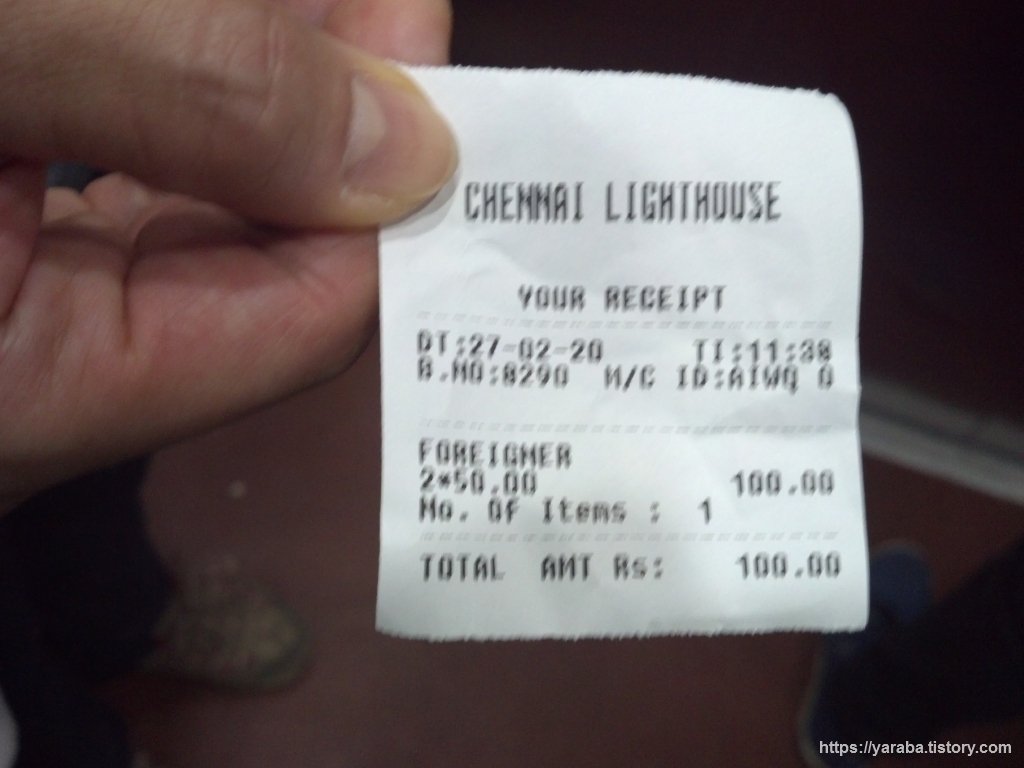 CHENNAI LIGHTHOUSE
YOUR RECEIPT
DT:27-02-20 TI:11:38
B.NO:8290 M/C ID:AIWQ 0
FOREIGNER
2*50.00 100.00
No. Of Items : 1
TOTAL AMT Rs: 100.00
https://yaraba.tistory.com